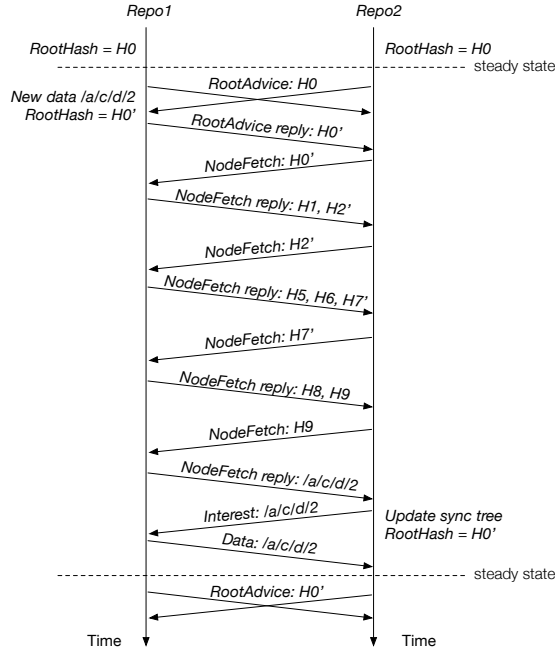 Repo1
Repo2
RootHash = H0
RootHash = H0
steady state
RootAdvice: H0
New data /a/c/d/2
RootHash = H0’
RootAdvice reply: H0’
NodeFetch: H0’
NodeFetch reply: H1, H2’
NodeFetch: H2’
NodeFetch reply: H5, H6, H7’
NodeFetch: H7’
NodeFetch reply: H8, H9
NodeFetch: H9
NodeFetch reply: /a/c/d/2
Interest: /a/c/d/2
Update sync tree
RootHash = H0’
Data: /a/c/d/2
steady state
RootAdvice: H0’
Time
Time